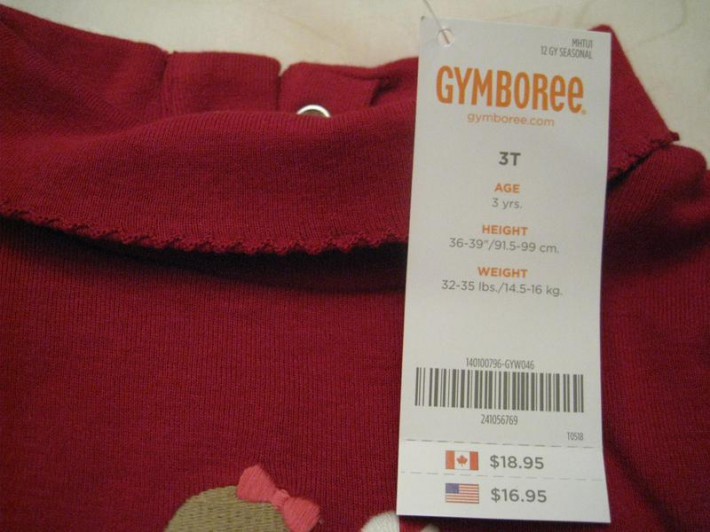 MHTU1
12 GY SEASONAL
GYMBOREE
gymboree.com
3T
AGE
3 yrs.
HEIGHT
36-39"/91.5-99 cm.
WEIGHT
32-35 lbs./14.5-16 kg.
140100796-GYW046
241056769
T0518
$18.95
$16.95